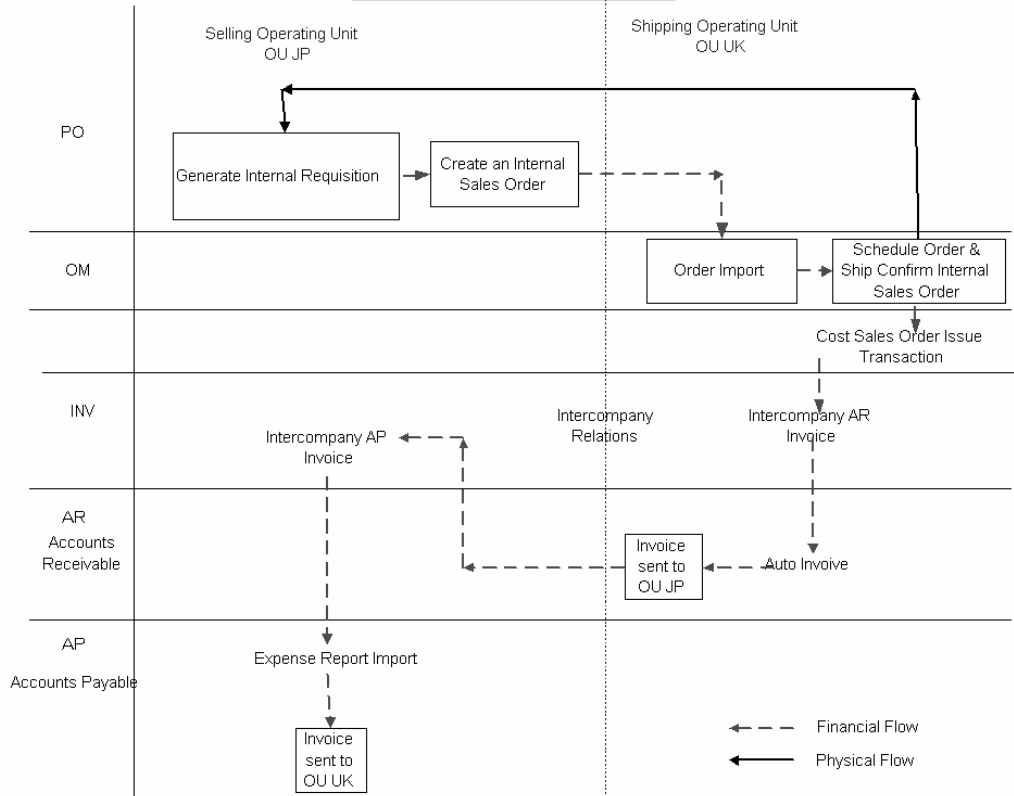 Selling Operating Unit
OU JP
Shipping Operating Unit
OU UK
PO
Generate Internal Requisition
Create an Internal
Sales Order
OM
Order Import
Schedule Order &
Ship Confirm Internal
Sales Order
Cost Sales Order Issue
Transaction
INV
Intercompany AP
Invoice
Intercompany
Relations
Intercompany AR
Invoice
AR
Accounts
Receivable
Invoice
sent to
OU JP
Auto Invoive
AP
Accounts Payable
Expense Report Import
Invoice
sent to
OU UK
Financial Flow
Physical Flow